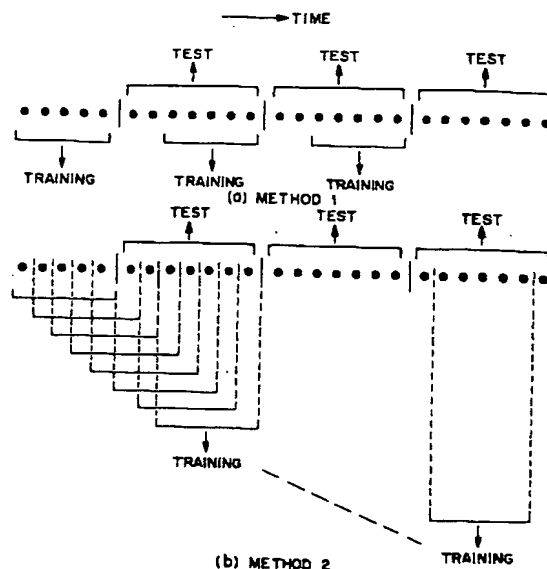 TIME
TEST TEST TEST
TRAINING TRAINING TRAINING
(a) METHOD 1
TEST TEST TEST
TRAINING
TRAINING
(b) METHOD 2